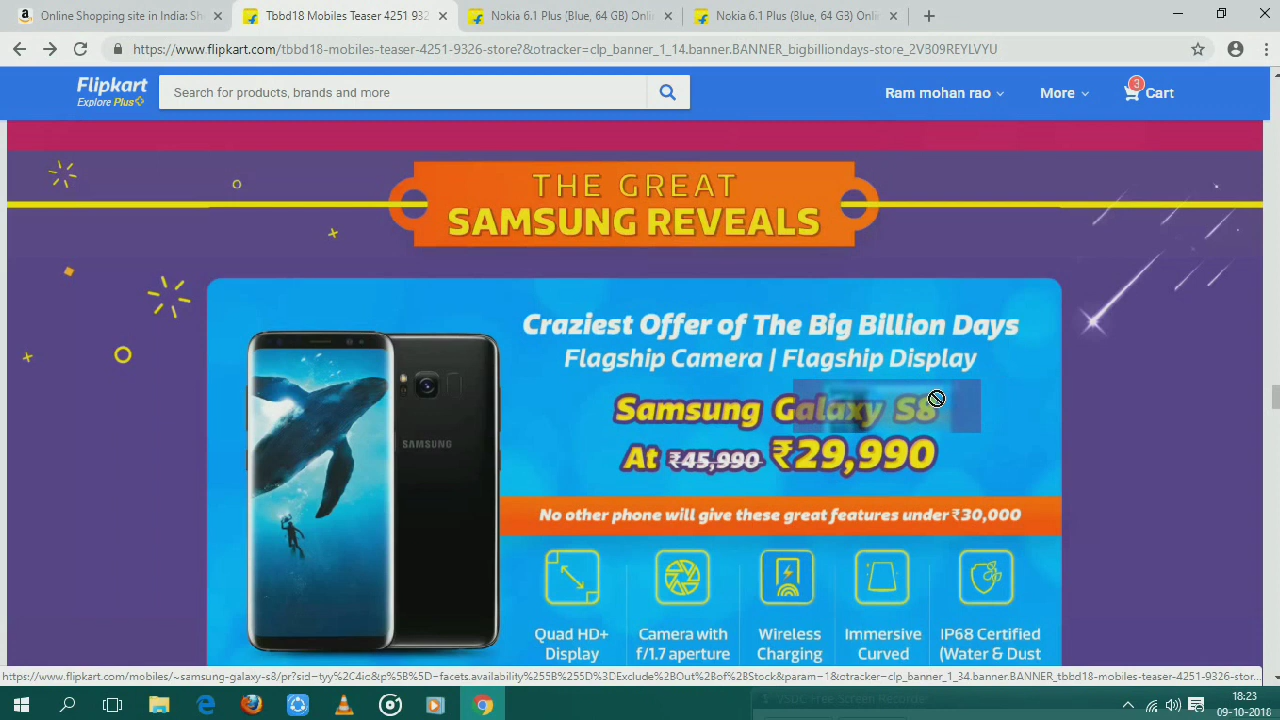 Online Shopping site in India: Sh
Tbbd18 Mobiles Teaser 4251 932
Nokia 6.1 Plus (Blue, 64 GB) Onli
Nokia 6.1 Plus (Blue, 64 G3) Onli
https://www.flipkart.com/tbbd18-mobiles-teaser-4251-9326-store?&otracker=clp_banner_1_14.banner.BANNER_bigbilliondays-store_2V309REYLVYU
Flipkart
Explore Plus
Search for products, brands and more
Ram mohan rao
More
3
Cart
THE GREAT
SAMSUNG REVEALS
Craziest Offer of The Big Billion Days
Flagship Camera | Flagship Display
Samsung Galaxy S8
At ₹45,990 ₹29,990
SAMSUNG
No other phone will give these great features under ₹30,000
Quad HD+
Display
Camera with
f/1.7 aperture
Wireless
Charging
Immersive
Curved
IP68 Certified
(Water & Dust
18:23
09-10-2018